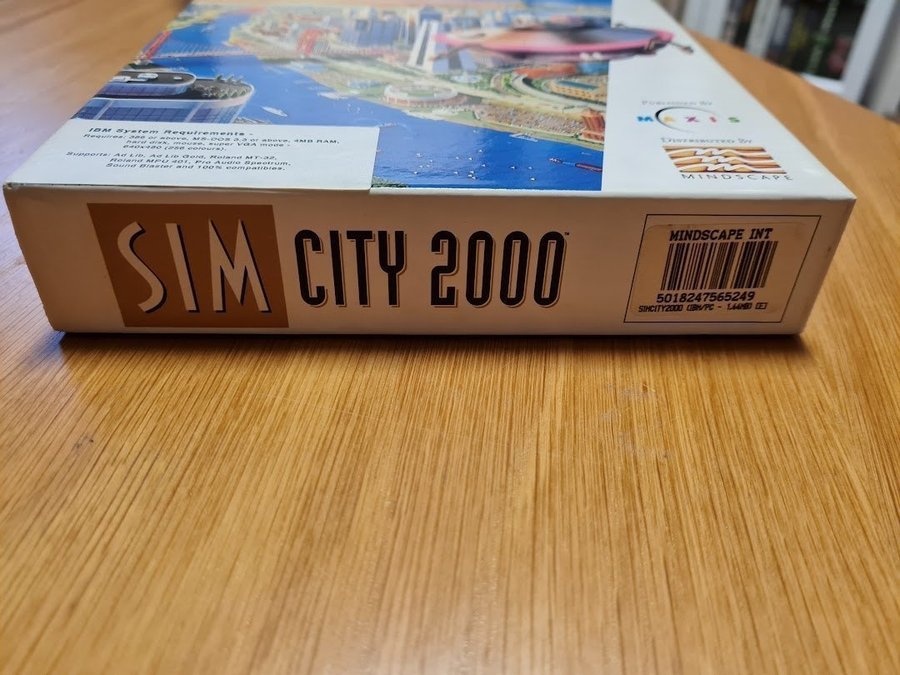 IBM System Requirements -
Requires: 386 or above, MS-DOS 3.3 or above, 4MB RAM,
hard disk, mouse, super VGA mode -
640x480 (256 colours).
Supports: Ad Lib, Ad Lib Gold, Roland MT-32,
Roland MPU 401, Pro Audio Spectrum,
Sound Blaster and 100% compatibles.
PUBLISHED BY
MAXIS
DISTRIBUTED BY
MINDSCAPE
SIM CITY 2000™
MINDSCAPE INT
5018247565249
SIMCITY2000 (IBM/PC - 1.44MB) (E)